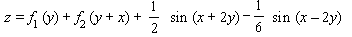 z = f₁ (y) + f₂ (y + x) + 1/2 sin (x + 2y) − 1/6 sin (x − 2y)